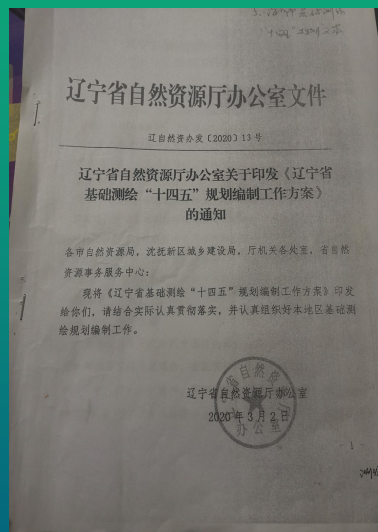 辽宁省自然资源厅办公室文件
辽自然资办发〔2020〕13号
辽宁省自然资源厅办公室关于印发《辽宁省
基础测绘“十四五”规划编制工作方案》
的通知
各市自然资源局,沈抚新区城乡建设局,厅机关各处室,省自然
资源事务服务中心:
现将《辽宁省基础测绘“十四五”规划编制工作方案》印发
给你们,请结合实际认真贯彻落实,并认真组织好本地区基础测
绘规划编制工作。
辽宁省自然资源厅办公室
2020年3月2日
办公室
- 1 -